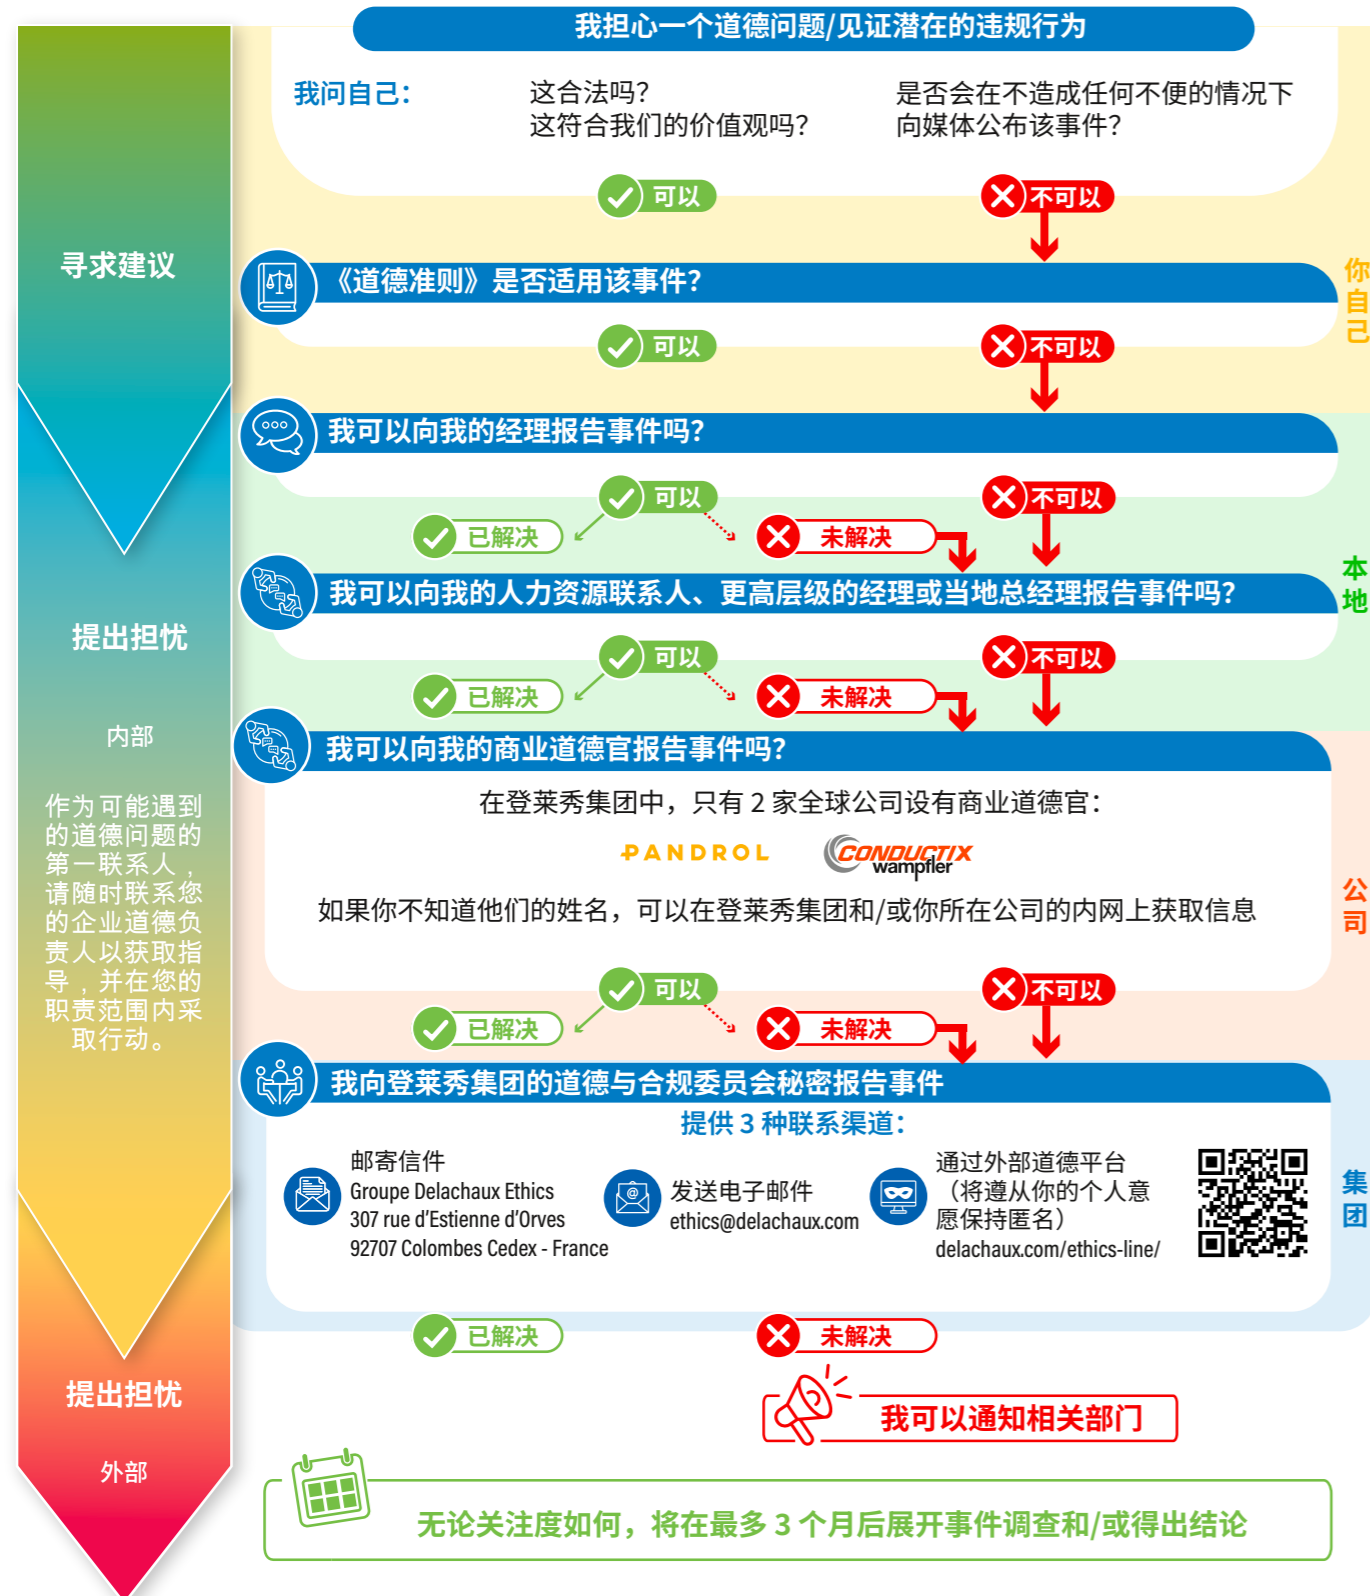 我担心一个道德问题/见证潜在的违规行为
我问自己：
这合法吗？
这符合我们的价值观吗？
是否会在不造成任何不便的情况下
向媒体公布该事件？
可以
不可以
寻求建议
《道德准则》是否适用该事件？
你自己
可以
不可以
我可以向我的经理报告事件吗？
可以
不可以
已解决
未解决
我可以向我的人力资源联系人、更高层级的经理或当地总经理报告事件吗？
本地
提出担忧
内部
作为可能遇到
的道德问题的
第一联系人，
请随时联系您
的企业道德负
责人以获取指
导，并在您的
职责范围内采
取行动。
可以
不可以
已解决
未解决
我可以向我的商业道德官报告事件吗？
在登莱秀集团中，只有 2 家全球公司设有商业道德官：
PANDROL
CONDUCTIX
wampfler
如果你不知道他们的姓名，可以在登莱秀集团和/或你所在公司的内网上获取信息
公司
可以
不可以
已解决
未解决
我向登莱秀集团的道德与合规委员会秘密报告事件
提供 3 种联系渠道：
邮寄信件
Groupe Delachaux Ethics
307 rue d'Estienne d'Orves
92707 Colombes Cedex - France
发送电子邮件
ethics@delachaux.com
通过外部道德平台
（将遵从你的个人意
愿保持匿名）
delachaux.com/ethics-line/
集团
已解决
未解决
提出担忧
外部
我可以通知相关部门
无论关注度如何，将在最多 3 个月后展开事件调查和/或得出结论